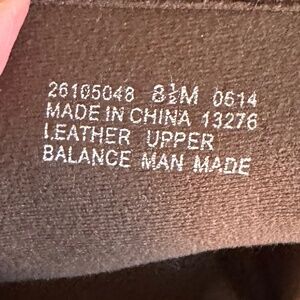 26105048 8½M 0614
MADE IN CHINA 13276
LEATHER UPPER
BALANCE MAN MADE